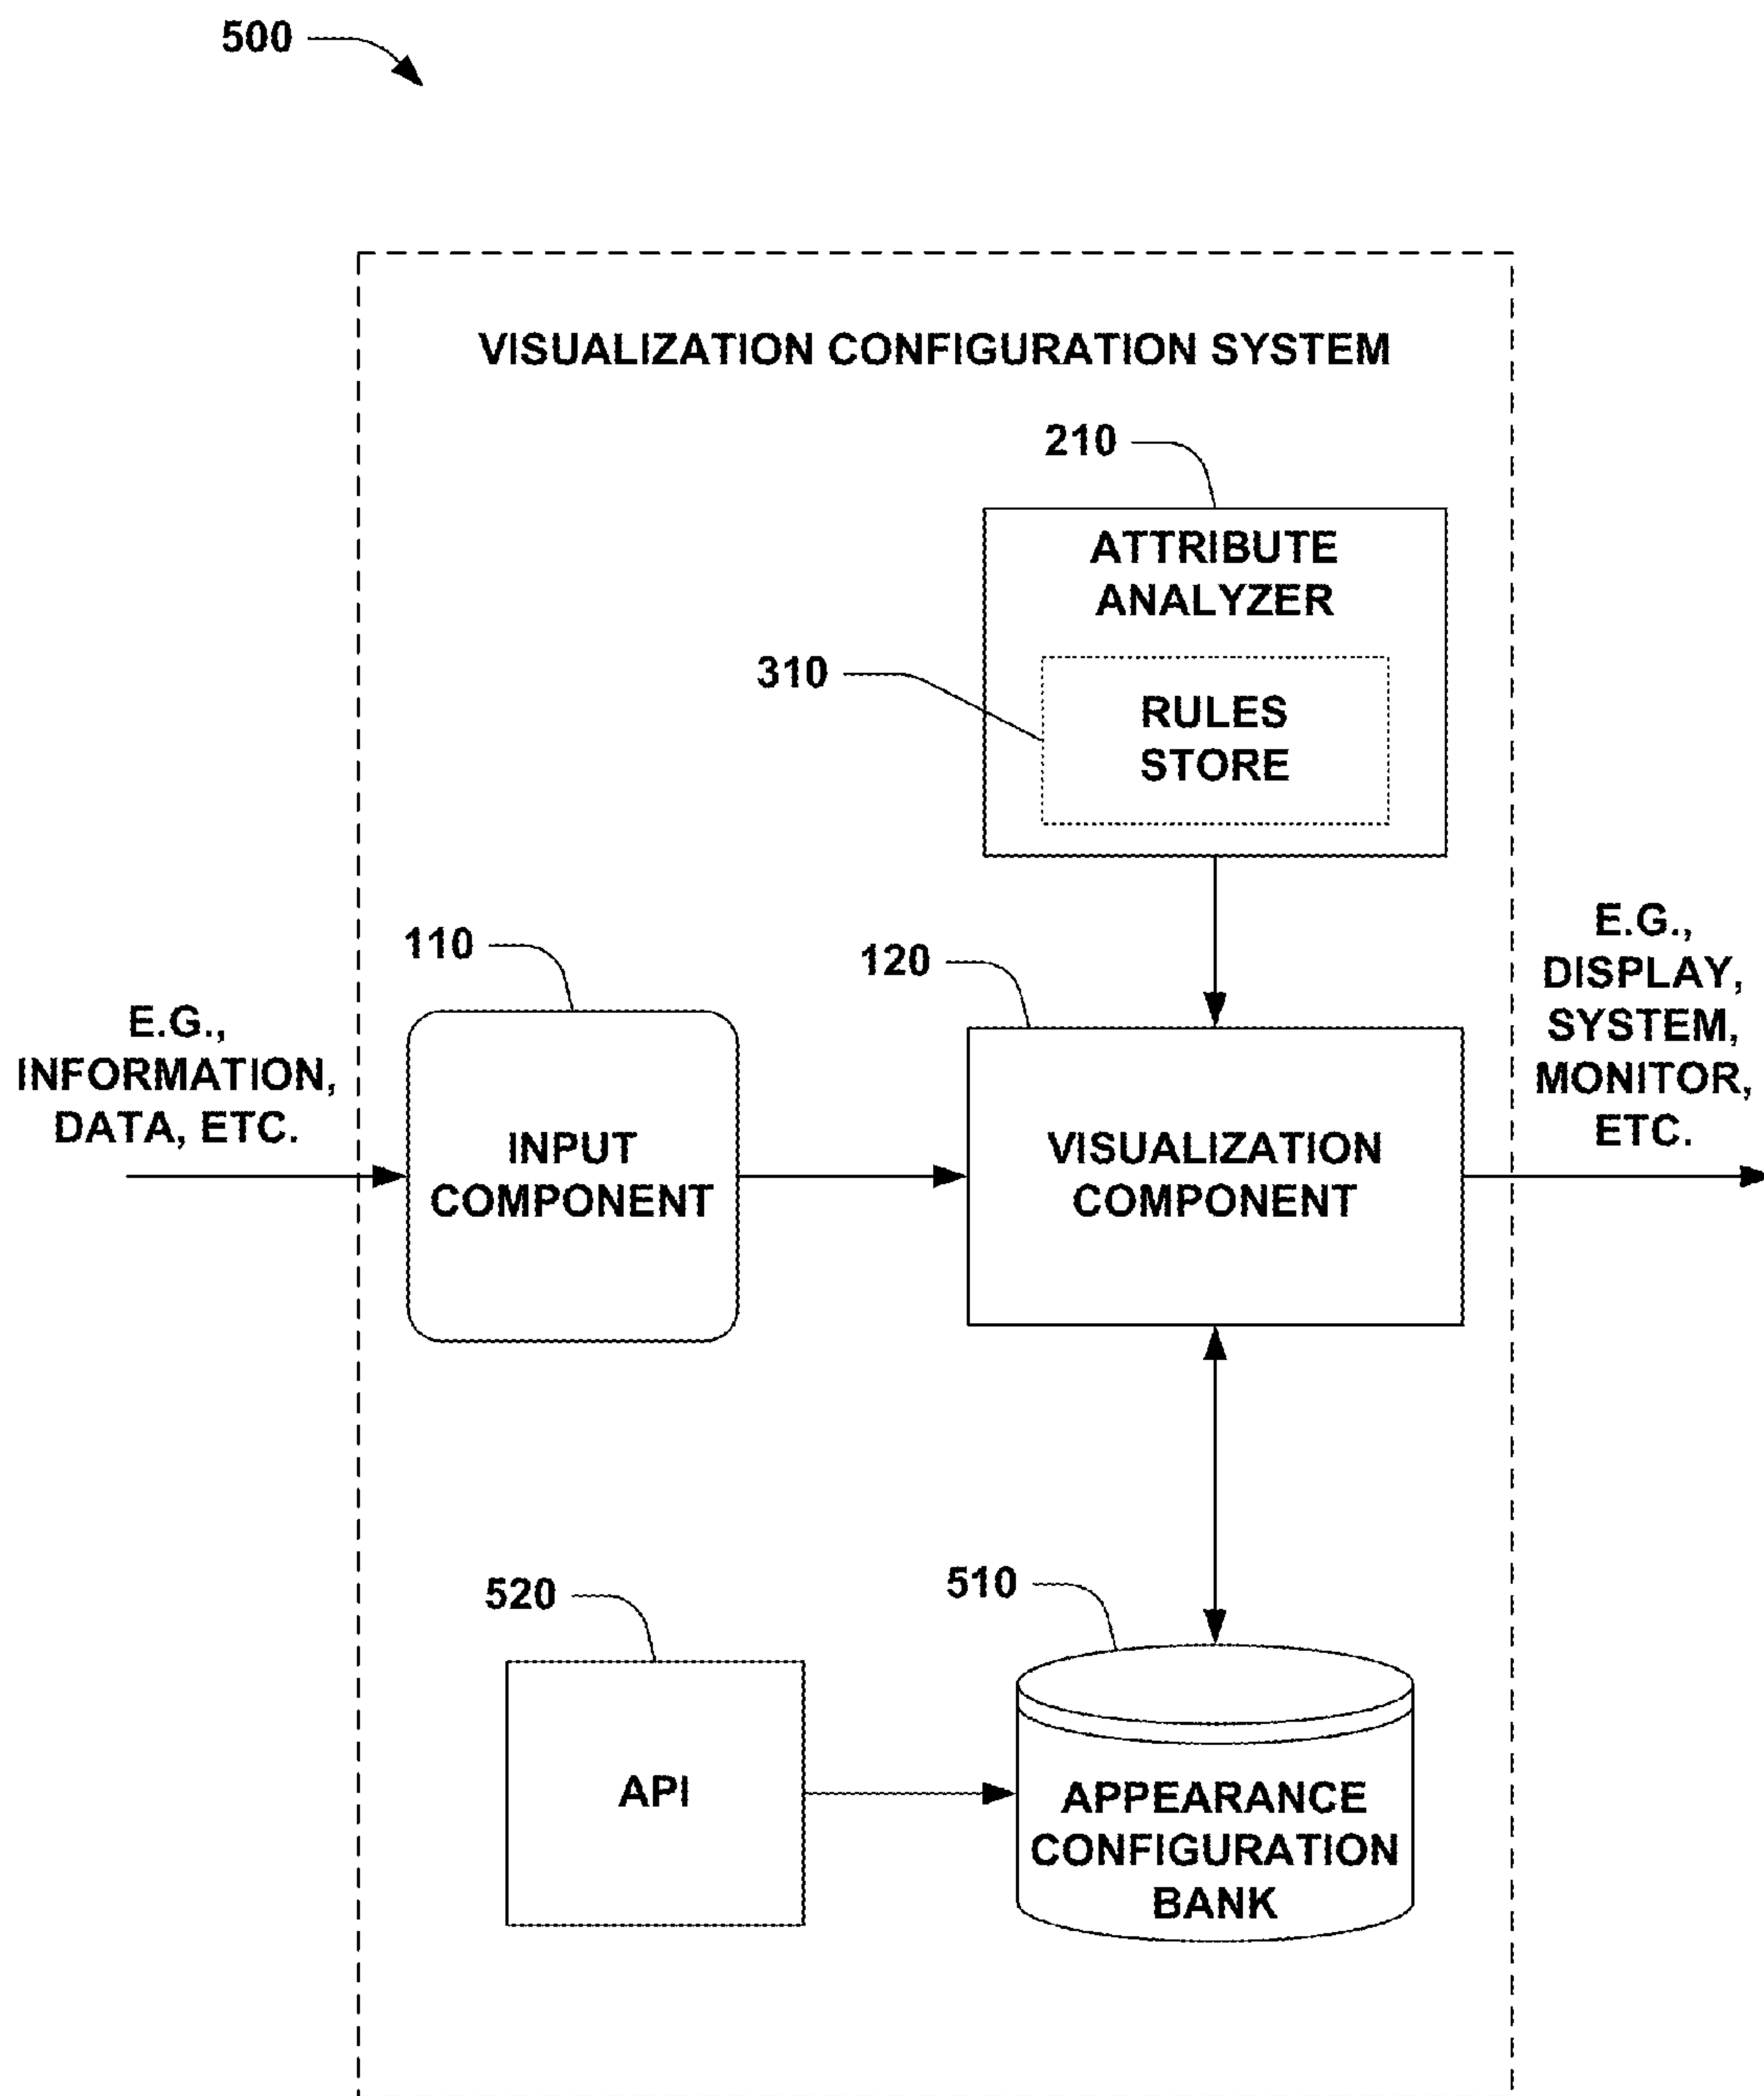 500
VISUALIZATION CONFIGURATION SYSTEM
210
ATTRIBUTE
ANALYZER
310
RULES
STORE
110
120
E.G.,
INFORMATION,
DATA, ETC.
INPUT
COMPONENT
VISUALIZATION
COMPONENT
E.G.,
DISPLAY,
SYSTEM,
MONITOR,
ETC.
520
510
API
APPEARANCE
CONFIGURATION
BANK